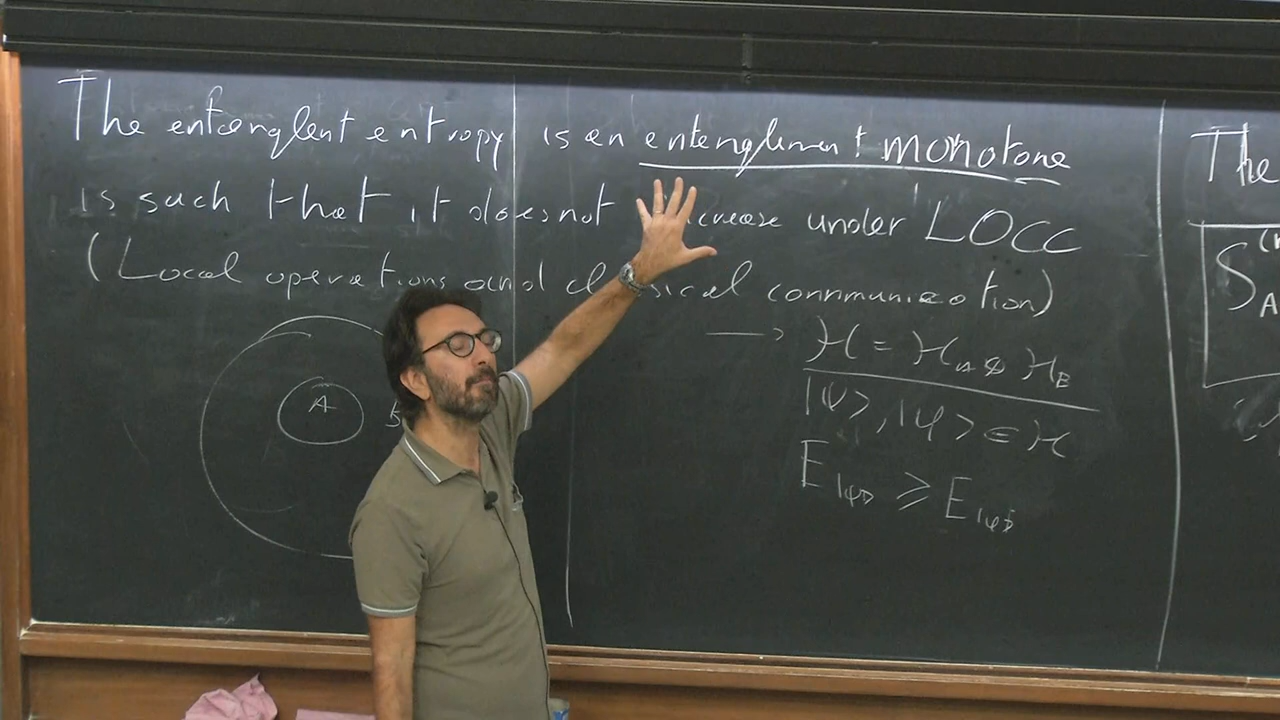 The entanglent entropy is an entanglement monotone
is such that it does not increase under LOCC
(Local operations and classical communication)
A
→ H = H_A ⊗ H_B
|ψ>, |φ> ∈ H
E_|ψ> ≥ E_|φ>
The
S_A